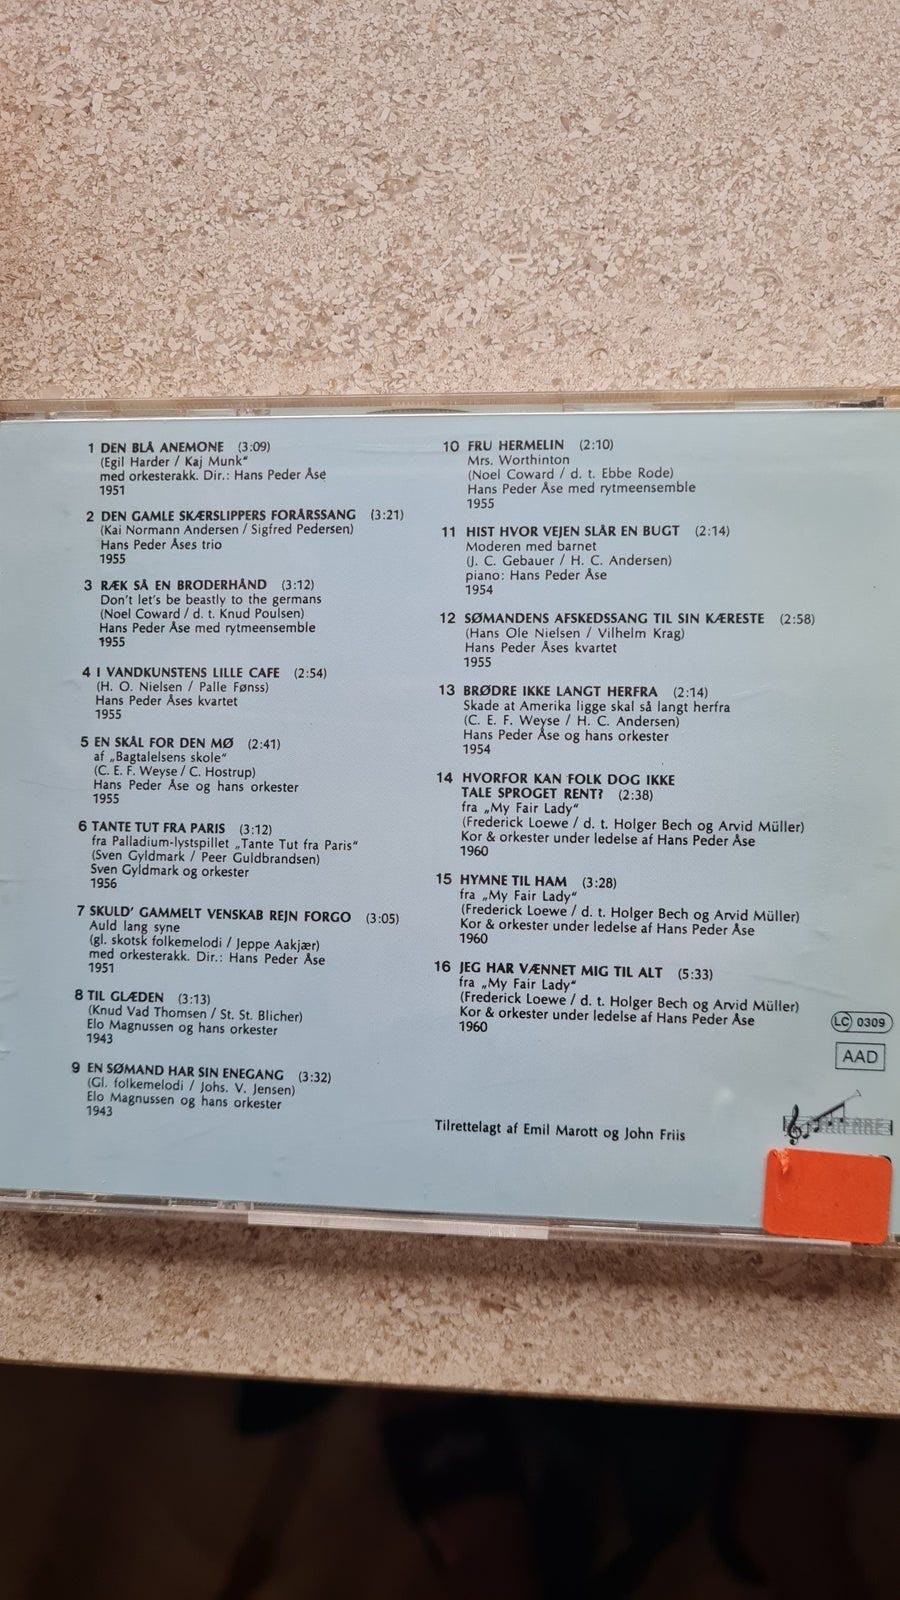 1 DEN BLÅ ANEMONE (3:09)
(Egil Harder / Kaj Munk"
med orkesterakk. Dir.: Hans Peder Åse
1951
2 DEN GAMLE SKÆRSLIPPERS FORÅRSSANG (3:21)
(Kai Normann Andersen / Sigfred Pedersen)
Hans Peder Åses trio
1955
3 RÆK SÅ EN BRODERHÅND (3:12)
Don't let's be beastly to the germans
(Noel Coward / d. t. Knud Poulsen)
Hans Peder Åse med rytmeensemble
1955
4 I VANDKUNSTENS LILLE CAFE (2:54)
(H. O. Nielsen / Palle Fønss)
Hans Peder Åses kvartet
1955
5 EN SKÅL FOR DEN MØ (2:41)
af „Bagtalelsens skole"
(C. E. F. Weyse / C. Hostrup)
Hans Peder Åse og hans orkester
1955
6 TANTE TUT FRA PARIS (3:12)
fra Palladium-lystspillet „Tante Tut fra Paris"
(Sven Gyldmark / Peer Guldbrandsen)
Sven Gyldmark og orkester
1956
7 SKULD' GAMMELT VENSKAB REJN FORGO (3:05)
Auld lang syne
(gl. skotsk folkemelodi / Jeppe Aakjær)
med orkesterakk. Dir.: Hans Peder Åse
1951
8 TIL GLÆDEN (3:13)
(Knud Vad Thomsen / St. St. Blicher)
Elo Magnussen og hans orkester
1943
9 EN SØMAND HAR SIN ENEGANG (3:32)
(Gl. folkemelodi / Johs. V. Jensen)
Elo Magnussen og hans orkester
1943
10 FRU HERMELIN (2:10)
Mrs. Worthinton
(Noel Coward / d. t. Ebbe Rode)
Hans Peder Åse med rytmeensemble
1955
11 HIST HVOR VEJEN SLÅR EN BUGT (2:14)
Moderen med barnet
(J. C. Gebauer / H. C. Andersen)
piano: Hans Peder Åse
1954
12 SØMANDENS AFSKEDSSANG TIL SIN KÆRESTE (2:58)
(Hans Ole Nielsen / Vilhelm Krag)
Hans Peder Åses kvartet
1955
13 BRØDRE IKKE LANGT HERFRA (2:14)
Skade at Amerika ligge skal så langt herfra
(C. E. F. Weyse / H. C. Andersen)
Hans Peder Åse og hans orkester
1954
14 HVORFOR KAN FOLK DOG IKKE
TALE SPROGET RENT? (2:38)
fra „My Fair Lady"
(Frederick Loewe / d. t. Holger Bech og Arvid Müller)
Kor & orkester under ledelse af Hans Peder Åse
1960
15 HYMNE TIL HAM (3:28)
fra „My Fair Lady"
(Frederick Loewe / d. t. Holger Bech og Arvid Müller)
Kor & orkester under ledelse af Hans Peder Åse
1960
16 JEG HAR VÆNNET MIG TIL ALT (5:33)
fra „My Fair Lady"
(Frederick Loewe / d. t. Holger Bech og Arvid Müller)
Kor & orkester under ledelse af Hans Peder Åse
1960
LC 0309
AAD
Tilrettelagt af Emil Marott og John Friis